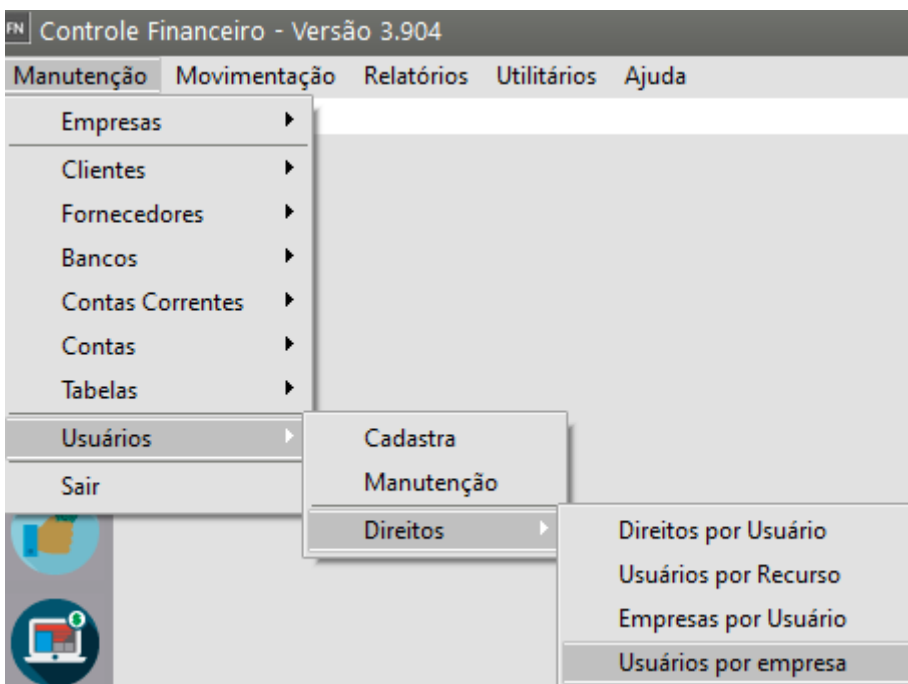 FN Controle Financeiro - Versão 3.904
Manutenção Movimentação Relatórios Utilitários Ajuda
Empresas
Clientes
Fornecedores
Bancos
Contas Correntes
Contas
Tabelas
Usuários
Sair
Cadastra
Manutenção
Direitos
Direitos por Usuário
Usuários por Recurso
Empresas por Usuário
Usuários por empresa